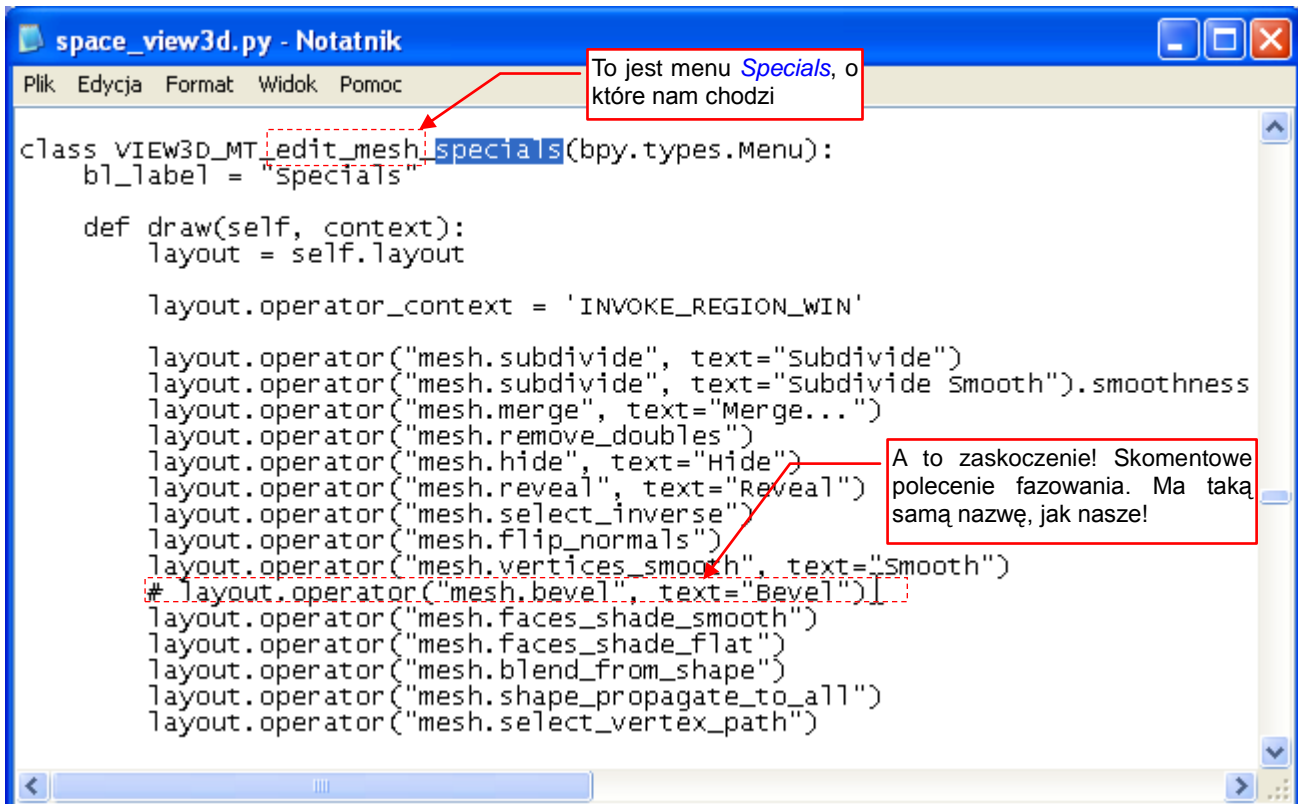 space_view3d.py - Notatnik
Plik Edycja Format Widok Pomoc
To jest menu Specials, o
które nam chodzi
class VIEW3D_MT_edit_mesh_specials(bpy.types.Menu):
    bl_label = "Specials"
    def draw(self, context):
        layout = self.layout
        layout.operator_context = 'INVOKE_REGION_WIN'
        layout.operator("mesh.subdivide", text="Subdivide")
        layout.operator("mesh.subdivide", text="Subdivide Smooth").smoothness
        layout.operator("mesh.merge", text="Merge...")
        layout.operator("mesh.remove_doubles")
        layout.operator("mesh.hide", text="Hide")
        layout.operator("mesh.reveal", text="Reveal")
        layout.operator("mesh.select_inverse")
        layout.operator("mesh.flip_normals")
        layout.operator("mesh.vertices_smooth", text="Smooth")
        # layout.operator("mesh.bevel", text="Bevel")
        layout.operator("mesh.faces_shade_smooth")
        layout.operator("mesh.faces_shade_flat")
        layout.operator("mesh.blend_from_shape")
        layout.operator("mesh.shape_propagate_to_all")
        layout.operator("mesh.select_vertex_path")
A to zaskoczenie! Skomentowe
polecenie fazowania. Ma taką
samą nazwę, jak nasze!